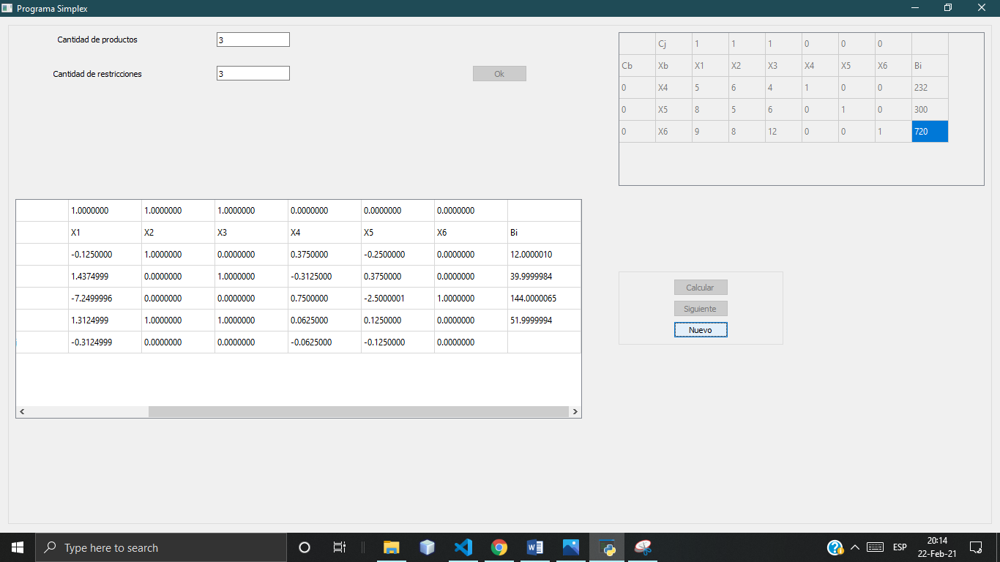 Programa Simplex
Cantidad de productos 3
Cantidad de restricciones 3 Ok
Cj 1 1 1 0 0 0
Cb Xb X1 X2 X3 X4 X5 X6 Bi
0 X4 5 6 4 1 0 0 232
0 X5 8 5 6 0 1 0 300
0 X6 9 8 12 0 0 1 720
1.0000000 1.0000000 1.0000000 0.0000000 0.0000000 0.0000000
X1 X2 X3 X4 X5 X6 Bi
-0.1250000 1.0000000 0.0000000 0.3750000 -0.2500000 0.0000000 12.0000010
1.4374999 0.0000000 1.0000000 -0.3125000 0.3750000 0.0000000 39.9999984
-7.2499996 0.0000000 0.0000000 0.7500000 -2.5000001 1.0000000 144.0000065
1.3124999 1.0000000 1.0000000 0.0625000 0.1250000 0.0000000 51.9999994
-0.3124999 0.0000000 0.0000000 -0.0625000 -0.1250000 0.0000000
Calcular
Siguiente
Nuevo
Type here to search
ESP
20:14
22-Feb-21